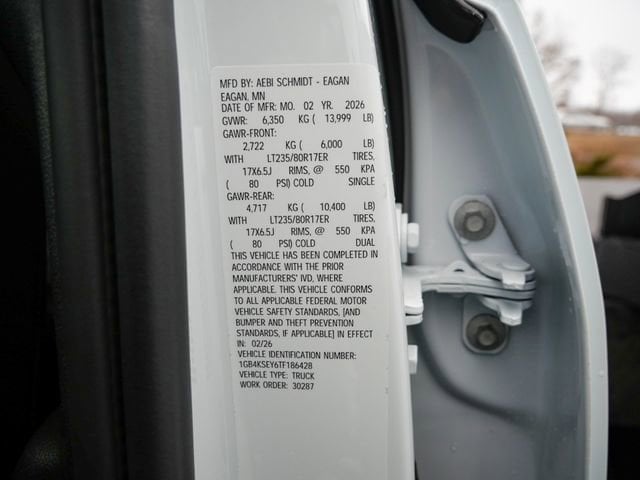 MFD BY: AEBI SCHMIDT - EAGAN
EAGAN, MN
DATE OF MFR: MO. 02 YR. 2026
GVWR: 6,350 KG ( 13,999 LB)
GAWR-FRONT:
2,722 KG ( 6,000 LB)
WITH LT235/80R17ER TIRES,
17X6.5J RIMS, @ 550 KPA
( 80 PSI) COLD SINGLE
GAWR-REAR:
4,717 KG ( 10,400 LB)
WITH LT235/80R17ER TIRES,
17X6.5J RIMS, @ 550 KPA
( 80 PSI) COLD DUAL
THIS VEHICLE HAS BEEN COMPLETED IN
ACCORDANCE WITH THE PRIOR
MANUFACTURERS' IVD, WHERE
APPLICABLE. THIS VEHICLE CONFORMS
TO ALL APPLICABLE FEDERAL MOTOR
VEHICLE SAFETY STANDARDS, [AND
BUMPER AND THEFT PREVENTION
STANDARDS, IF APPLICABLE] IN EFFECT
IN: 02/26
VEHICLE IDENTIFICATION NUMBER:
1GB4KSEY6TF186428
VEHICLE TYPE: TRUCK
WORK ORDER: 30287